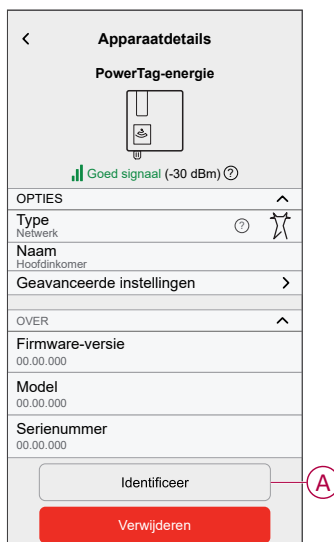 Apparaatdetails
PowerTag-energie
Goed signaal (-30 dBm) ?
OPTIES
Type
Netwerk
?
Naam
Hoofdinkomer
Geavanceerde instellingen
OVER
Firmware-versie
00.00.000
Model
00.00.000
Serienummer
00.00.000
Identificeer
A
Verwijderen